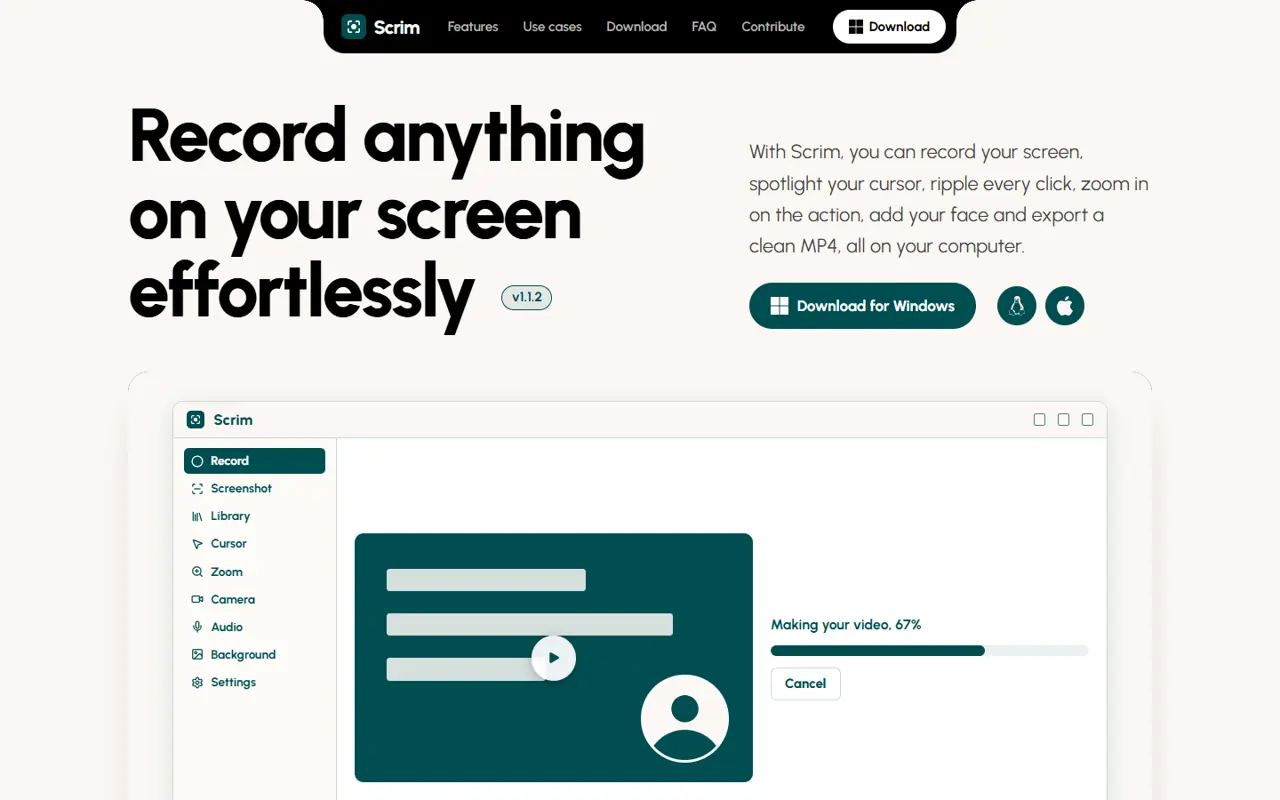 Scrim
Features
Use cases
Download
FAQ
Contribute
Download
Record anything
on your screen
effortlessly
v1.1.2
With Scrim, you can record your screen,
spotlight your cursor, ripple every click, zoom in
on the action, add your face and export a
clean MP4, all on your computer.
Download for Windows
Scrim
Record
Screenshot
Library
Cursor
Zoom
Camera
Audio
Background
Settings
Making your video, 67%
Cancel